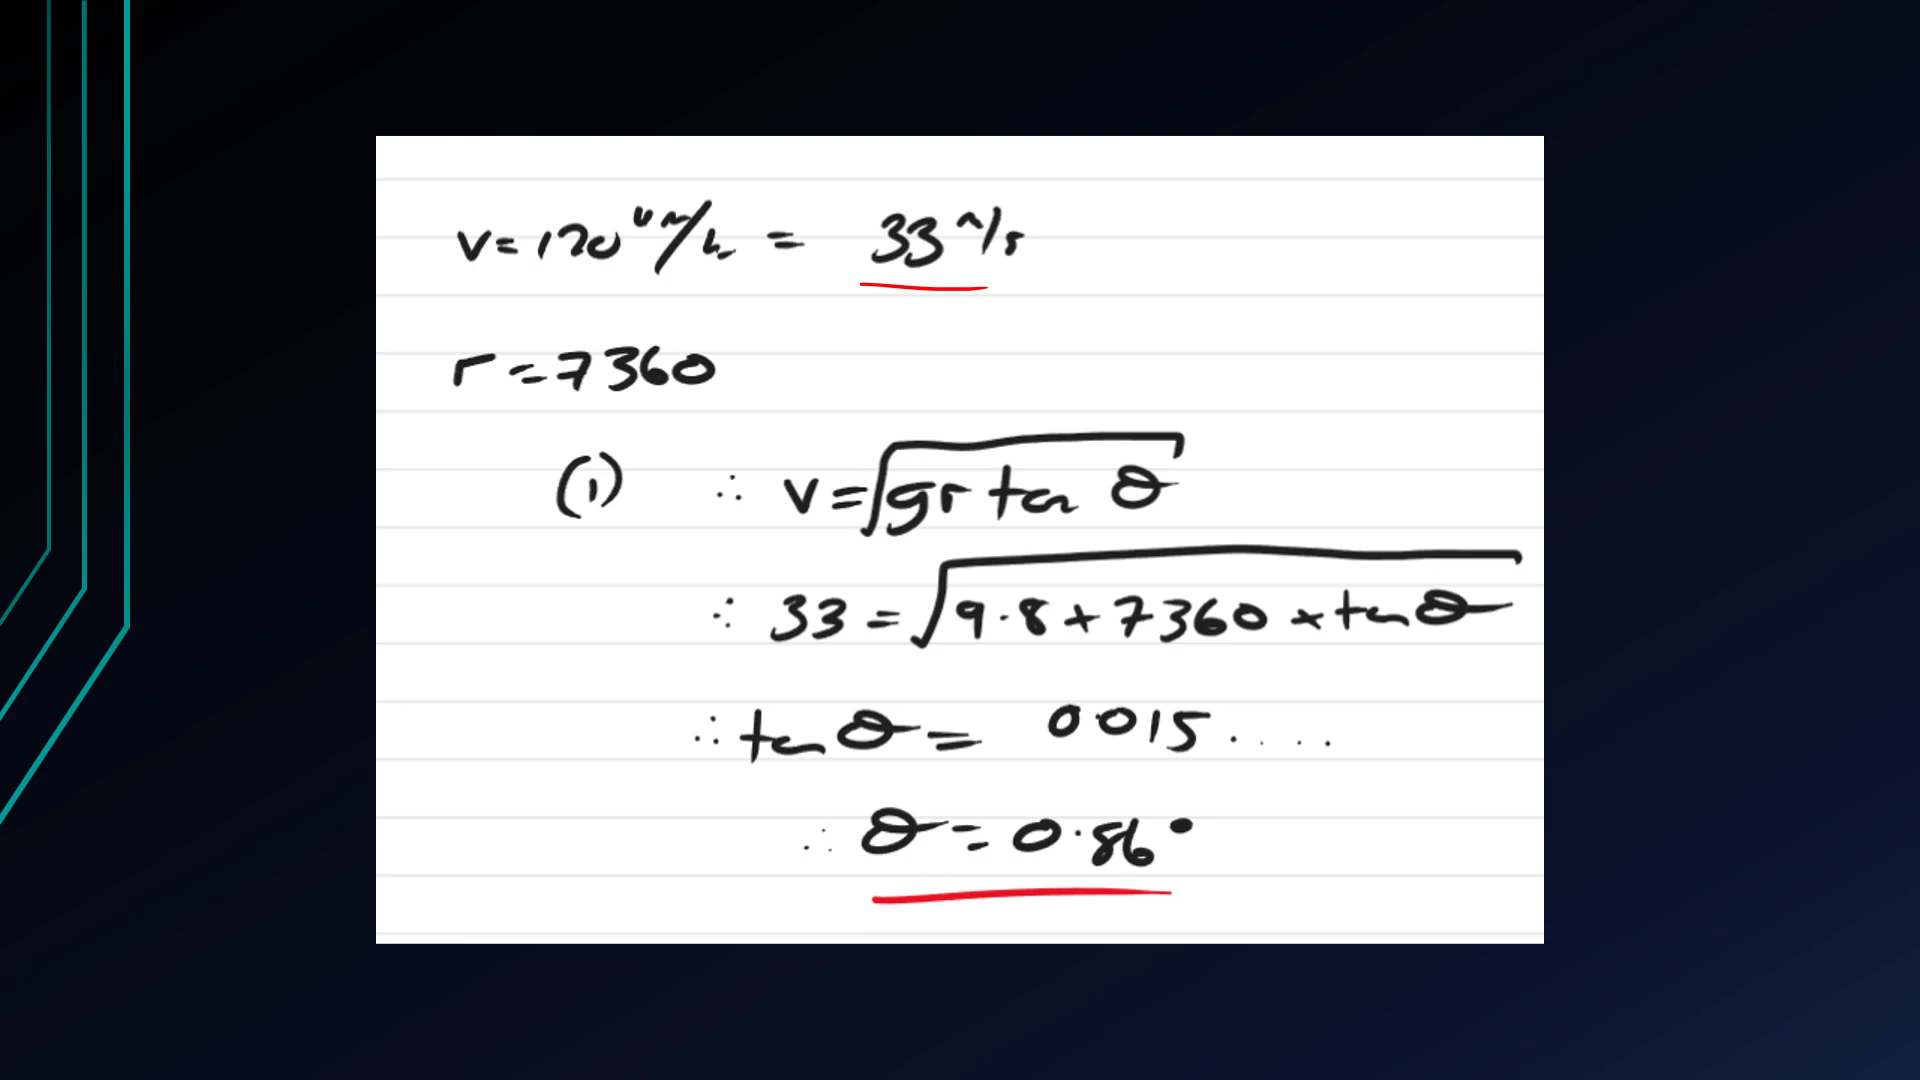 v = 120 km/h = 33 m/s
r = 7360
(1) ∴ v = √gr tan θ
∴ 33 = √9.8 × 7360 × tan θ
∴ tan θ = 0.015 ....
∴ θ = 0.86°